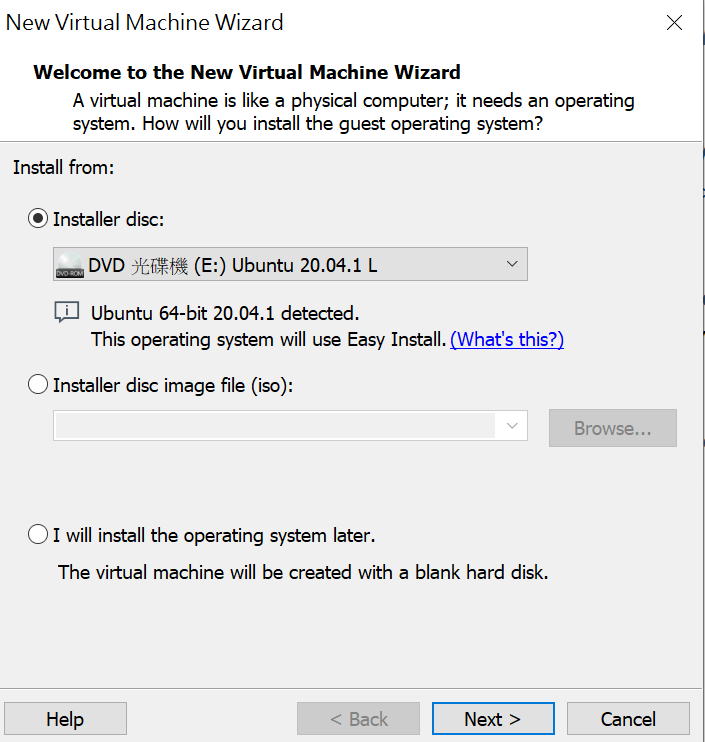 New Virtual Machine Wizard
Welcome to the New Virtual Machine Wizard
A virtual machine is like a physical computer; it needs an operating
system. How will you install the guest operating system?
Install from:
Installer disc:
DVD-ROM DVD 光碟機 (E:) Ubuntu 20.04.1 L
Ubuntu 64-bit 20.04.1 detected.
This operating system will use Easy Install. (What's this?)
Installer disc image file (iso):
Browse...
I will install the operating system later.
The virtual machine will be created with a blank hard disk.
Help < Back Next > Cancel